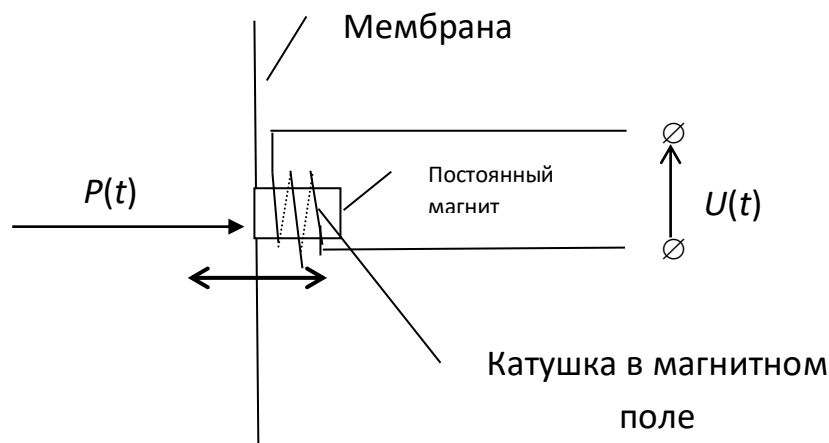 Мембрана
P(t)
Постоянный
магнит
U(t)
Катушка в магнитном
поле